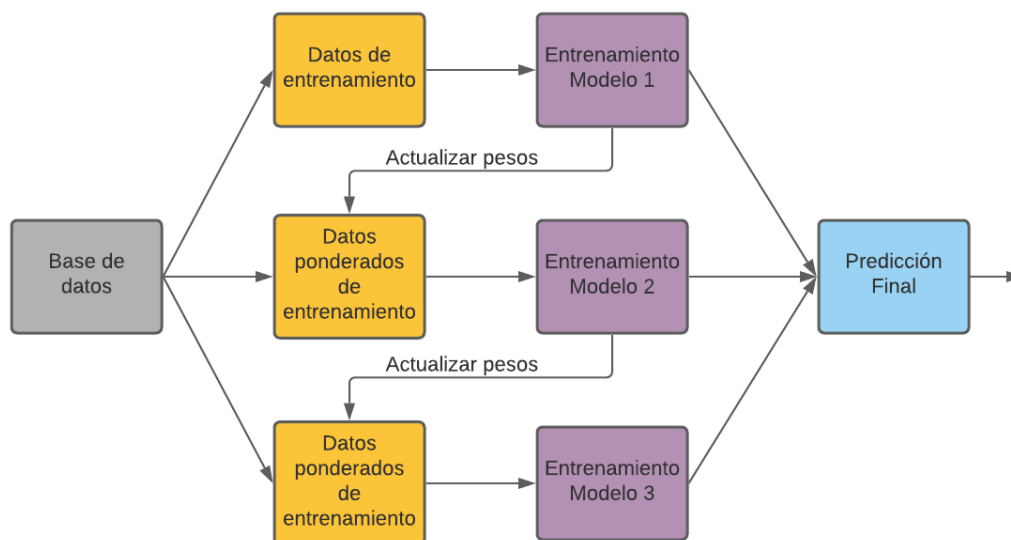 Datos de
entrenamiento
Entrenamiento
Modelo 1
Actualizar pesos
Base de
datos
Datos
ponderados
de
entrenamiento
Entrenamiento
Modelo 2
Predicción
Final
Actualizar pesos
Datos
ponderados
de
entrenamiento
Entrenamiento
Modelo 3